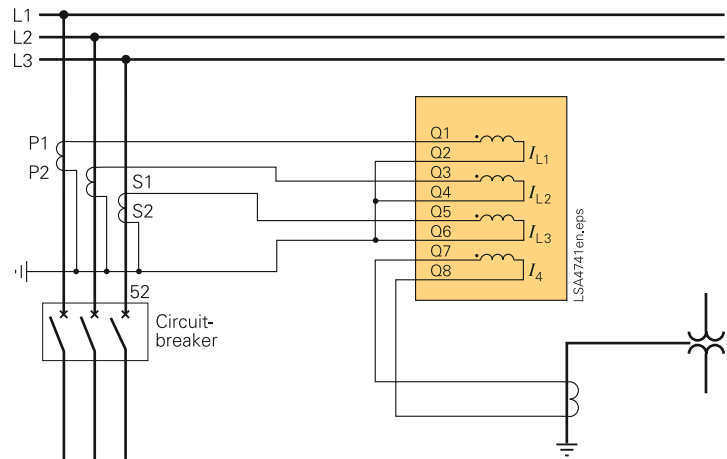 L1
L2
L3
P1
P2
S1
S2
52
Circuit-
breaker
Q1
Q2
Q3
Q4
Q5
Q6
Q7
Q8
IL1
IL2
IL3
I4
LSA4741en.eps